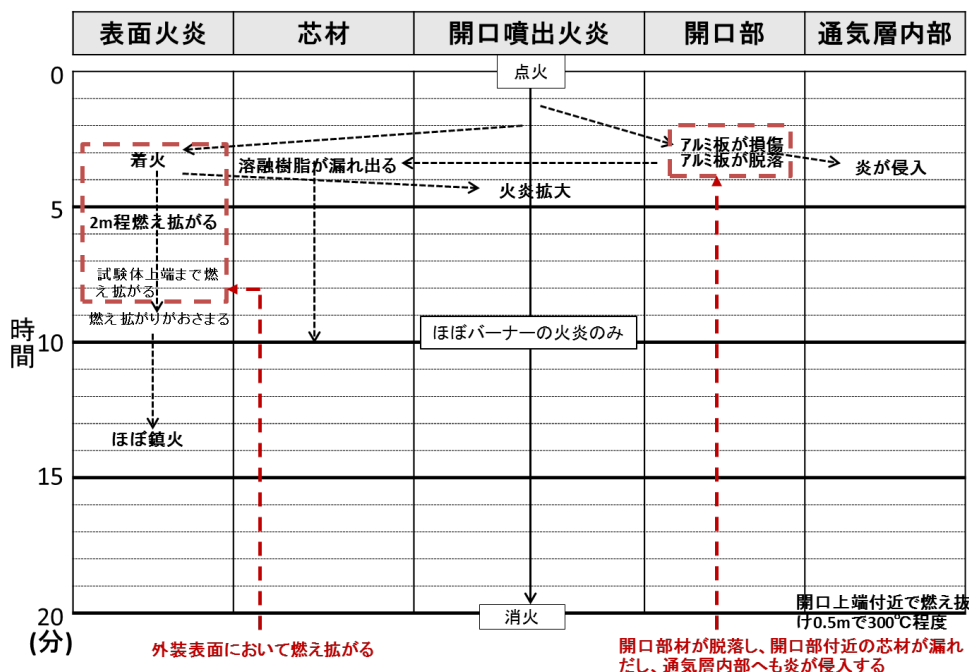 表面火炎 芯材 開口噴出火炎 開口部 通気層内部
0
点火
アルミ板が損傷
着火
溶融樹脂が漏れ出る
アルミ板が脱落
炎が侵入
火炎拡大
5
2m程燃え拡がる
試験体上端まで燃
え拡がる
燃え拡がりがおさまる
時間
10
ほぼバーナーの火炎のみ
ほぼ鎮火
15
20
(分)
消火
開口上端付近で燃え抜
け0.5mで300℃程度
外装表面において燃え拡がる
開口部材が脱落し、開口部付近の芯材が漏れ
だし、通気層内部へも炎が侵入する